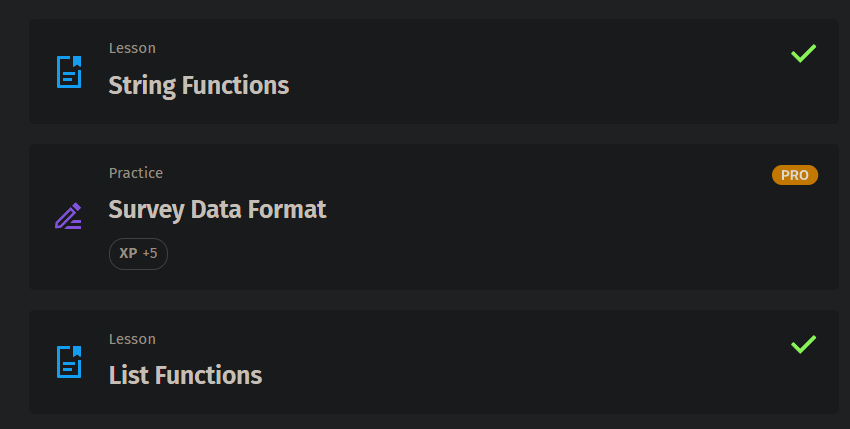 Lesson
String Functions
Practice
PRO
Survey Data Format
XP +5
Lesson
List Functions